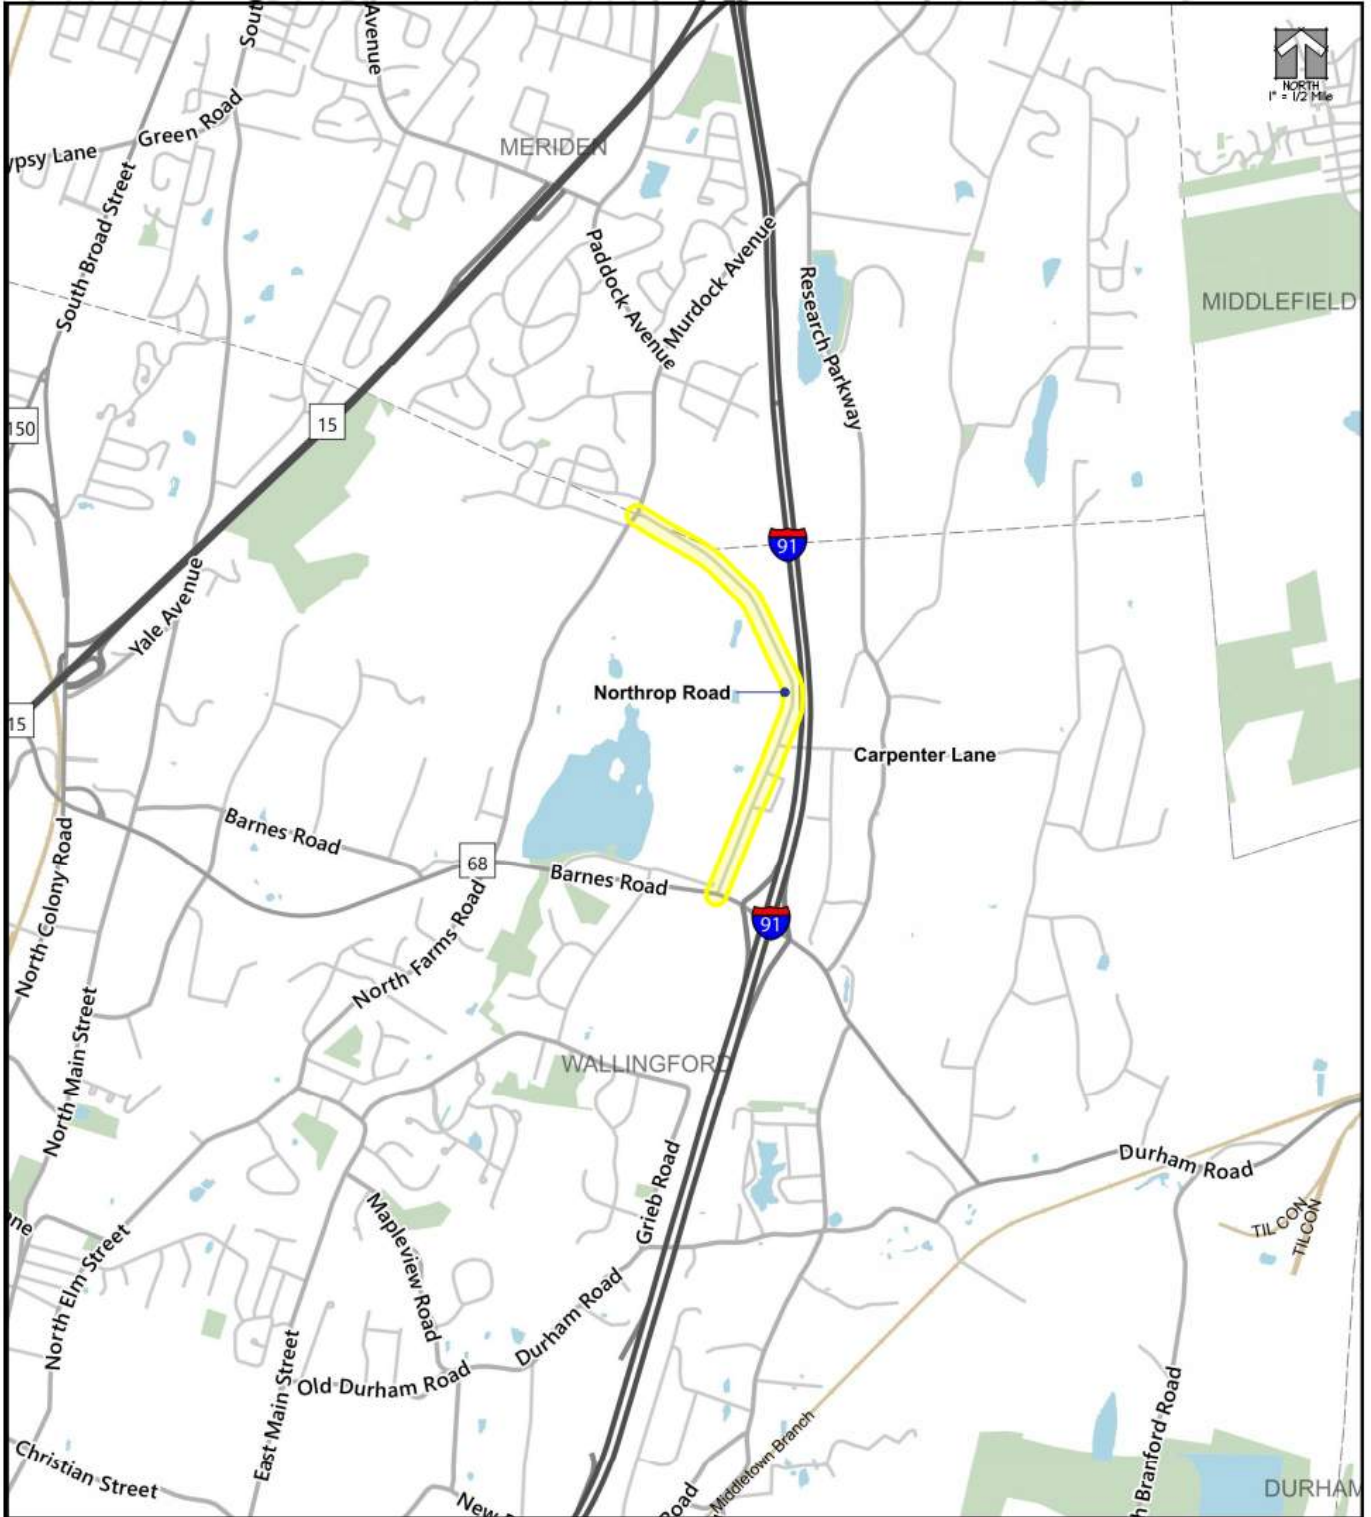 Avenue
NORTH
1" = 1/2 Mile
Green Road
MERIDEN
South Broad Street
Paddock Avenue
Murdock Avenue
Research Parkway
MIDDLEFIELD
15
150
91
Yale Avenue
Northrop Road
15
Carpenter Lane
Barnes Road
68
Barnes Road
91
North Colony Road
North Farms Road
North Main Street
WALLINGFORD
Durham Road
TILCON
TILCON
Grieb Road
Mapleview Road
North Elm Street
Durham Road
Old Durham Road
East Main Street
Christian Street
Middletown Branch
Branford Road
Road
New
DURHAM